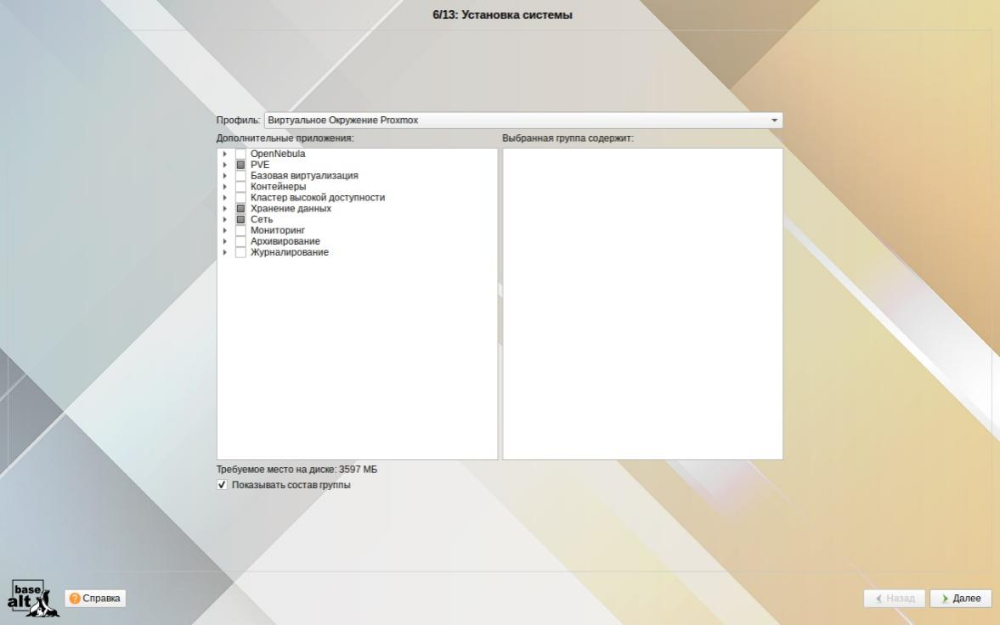 6/13: Установка системы
Профиль: Виртуальное Окружение Proxmox
Дополнительные приложения:
Выбранная группа содержит:
OpenNebula
PVE
Базовая виртуализация
Контейнеры
Кластер высокой доступности
Хранение данных
Сеть
Мониторинг
Архивирование
Журналирование
Требуемое место на диске: 3597 МБ
Показывать состав группы
base
alt
Справка
Назад
Далее